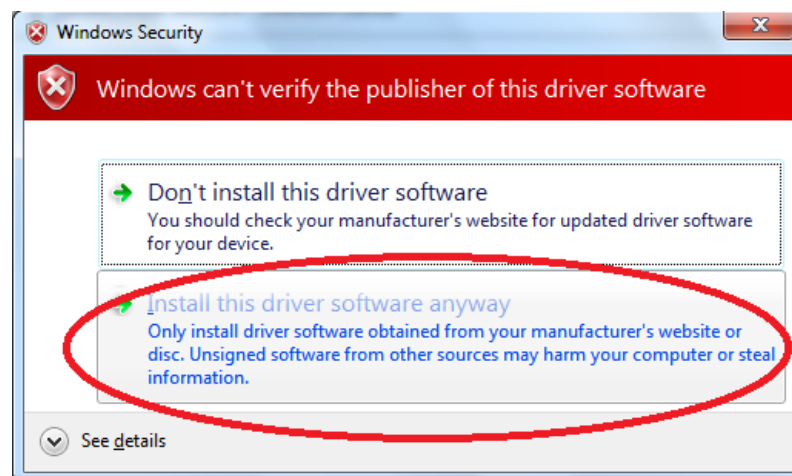 Windows Security
Windows can't verify the publisher of this driver software
Don't install this driver software
You should check your manufacturer's website for updated driver software
for your device.
Install this driver software anyway
Only install driver software obtained from your manufacturer's website or
disc. Unsigned software from other sources may harm your computer or steal
information.
See details